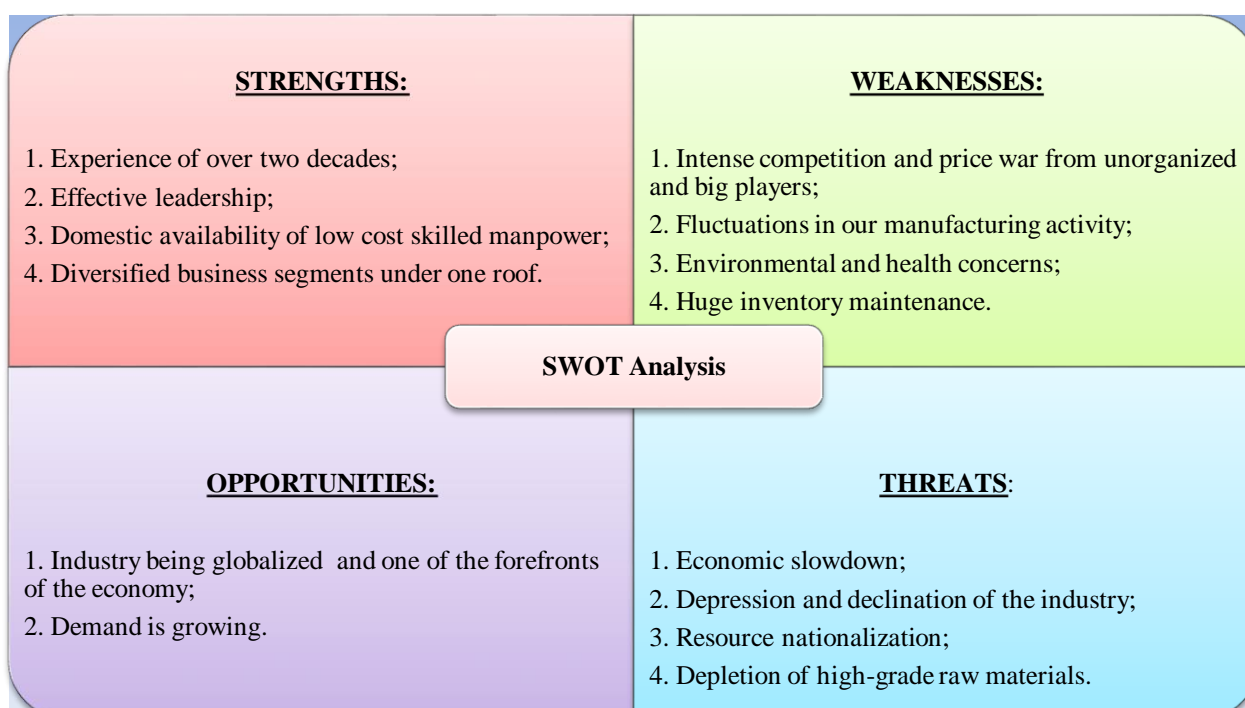 STRENGTHS:
1. Experience of over two decades;
2. Effective leadership;
3. Domestic availability of low cost skilled manpower;
4. Diversified business segments under one roof.
WEAKNESSES:
1. Intense competition and price war from unorganized
and big players;
2. Fluctuations in our manufacturing activity;
3. Environmental and health concerns;
4. Huge inventory maintenance.
SWOT Analysis
OPPORTUNITIES:
1. Industry being globalized and one of the forefronts
of the economy;
2. Demand is growing.
THREATS:
1. Economic slowdown;
2. Depression and declination of the industry;
3. Resource nationalization;
4. Depletion of high-grade raw materials.